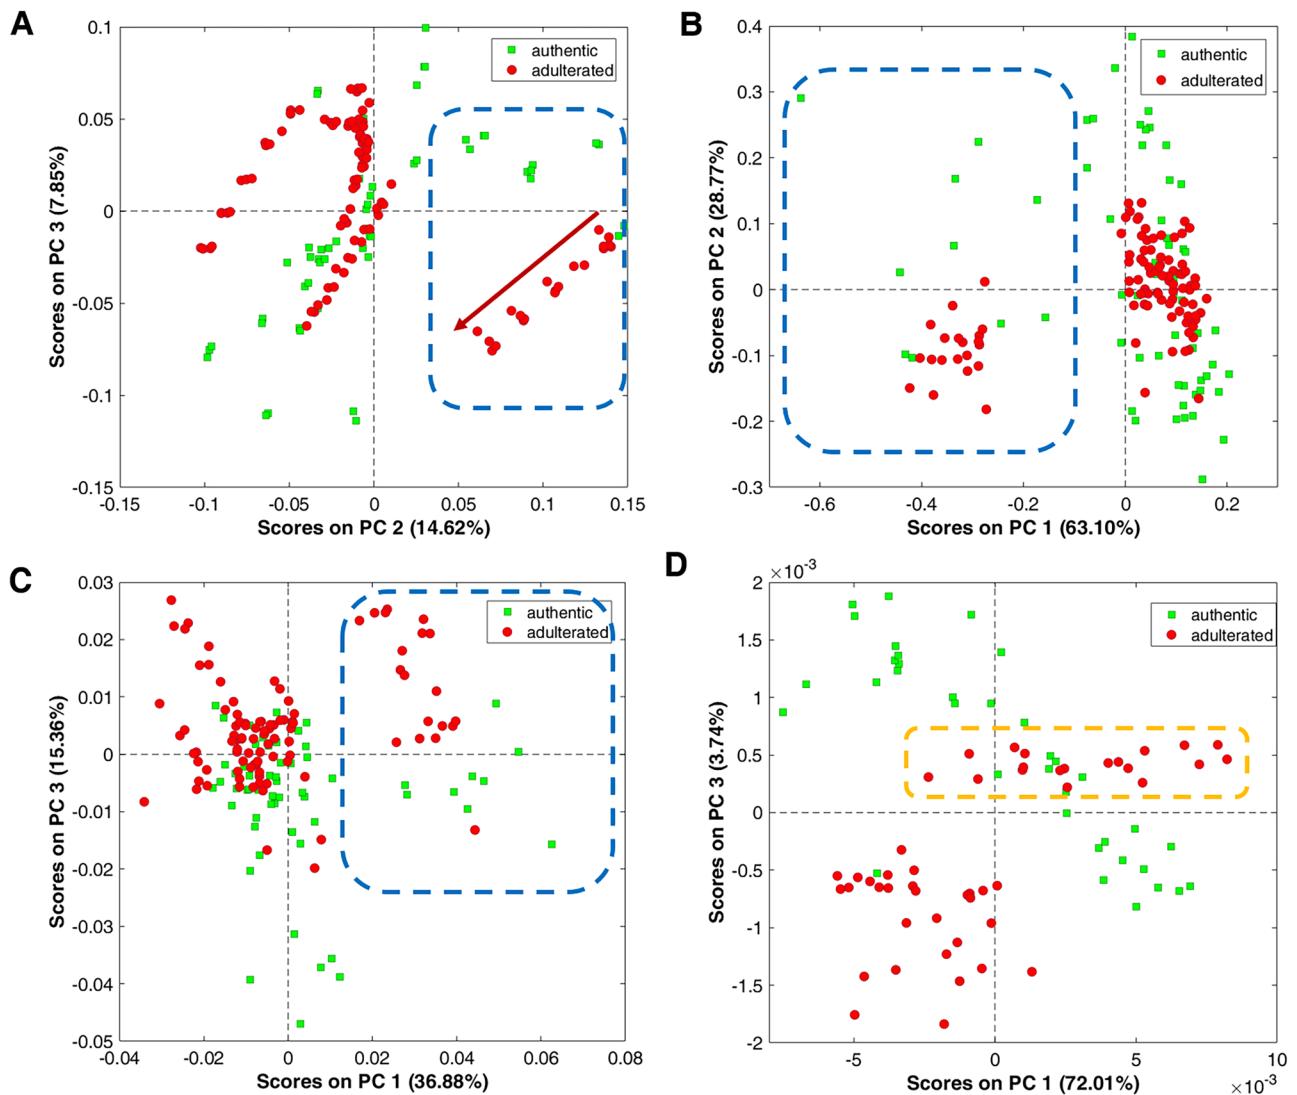 A
0.1
0.05
0
-0.05
-0.1
-0.15
-0.15
-0.1
-0.05
0
0.05
0.1
0.15
Scores on PC 3 (7.85%)
Scores on PC 2 (14.62%)
authentic
adulterated
B
0.4
0.3
0.2
0.1
0
-0.1
-0.2
-0.3
-0.6
-0.4
-0.2
0
0.2
Scores on PC 2 (28.77%)
Scores on PC 1 (63.10%)
authentic
adulterated
C
0.03
0.02
0.01
0
-0.01
-0.02
-0.03
-0.04
-0.05
-0.04
-0.02
0
0.02
0.04
0.06
0.08
Scores on PC 3 (15.36%)
Scores on PC 1 (36.88%)
authentic
adulterated
D
×10⁻³
2
1.5
1
0.5
0
-0.5
-1
-1.5
-2
-5
0
5
10
×10⁻³
Scores on PC 3 (3.74%)
Scores on PC 1 (72.01%)
authentic
adulterated